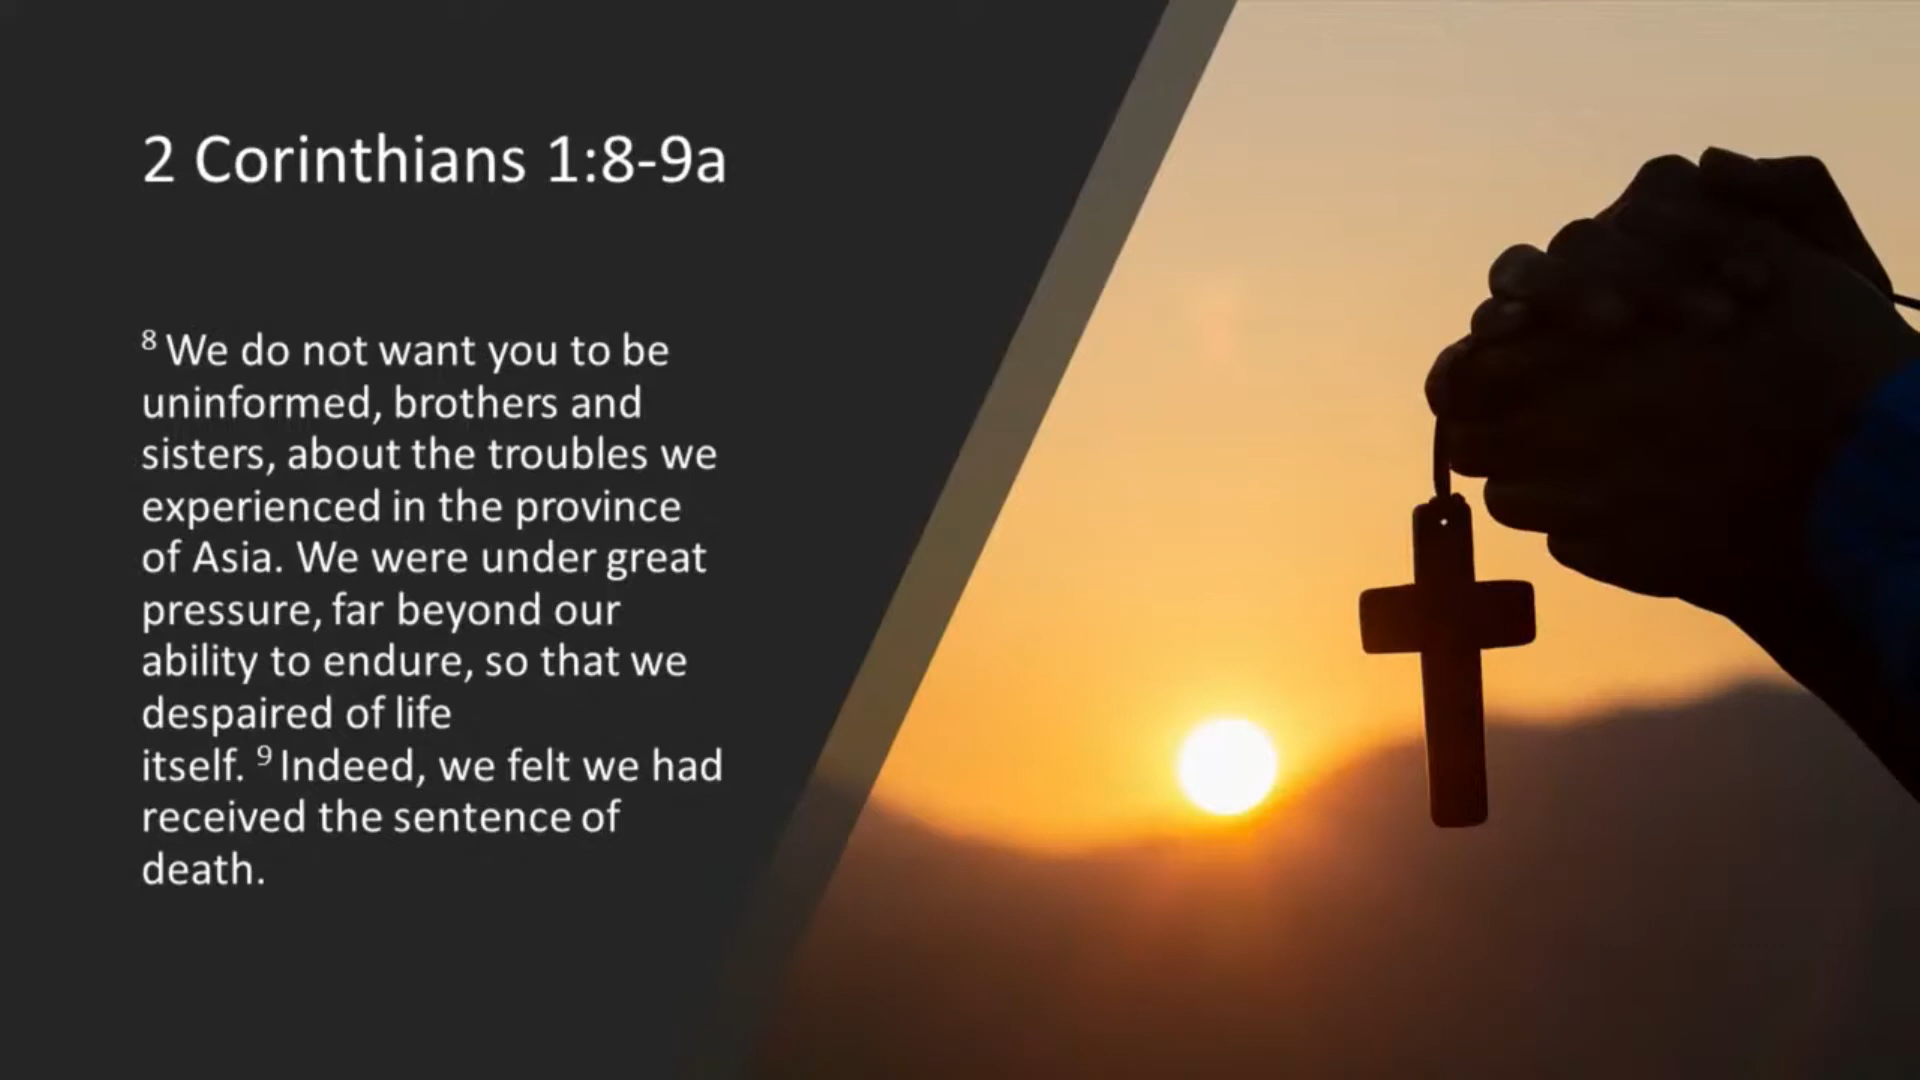 2 Corinthians 1:8-9a
⁸ We do not want you to be
uninformed, brothers and
sisters, about the troubles we
experienced in the province
of Asia. We were under great
pressure, far beyond our
ability to endure, so that we
despaired of life
itself. ⁹ Indeed, we felt we had
received the sentence of
death.